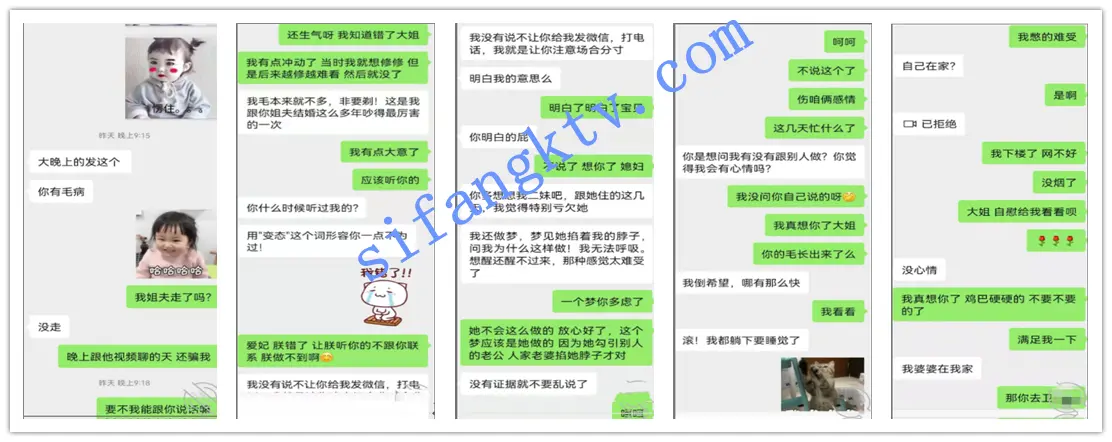 愣住。。。
昨天 晚上9:15
大晚上的发这个
你有毛病
哈哈哈哈
我姐夫走了吗?
没走
晚上跟他视频聊的天 还骗我
昨天 晚上9:18
要不我能跟你说话嘛
还生气呀 我知道错了大姐
我有点冲动了 当时我就想修修 但
是后来越修越难看 然后就没了
我毛本来就不多,非要剃!这是我
跟你姐夫结婚这么多年吵得最厉害
的一次
我有点大意了
应该听你的
你什么时候听过我的?
用"变态"这个词形容你一点不为
过!
我错了!!
爱妃 朕错了 让朕听你的不跟你联
系 朕做不到啊
我没有说不让你给我发微信,打电
我没有说不让你给我发微信,打电
话,我就是让你注意场合分寸
明白我的意思么
明白了明白了宝贝
你明白的屁
不说了 想你了 媳妇
你多想想我二妹吧,跟她住的这几
天,我觉得特别亏欠她
我还做梦,梦见她掐着我的脖子,
问我为什么这样做!我无法呼吸。
想醒还醒不过来,那种感觉太难受
了
一个梦你多虑了
她不会这么做的 放心好了,这个
梦应该是她做的 因为她勾引别人
的老公 人家老婆掐她脖子才对
没有证据就不要乱说了
呵呵
不说这个了
伤咱俩感情
这几天忙什么了
你是想问我有没有跟别人做?你觉
得我会有心情吗?
我没问你自己说的呀
我真想你了大姐
你的毛长出来了么
我倒希望,哪有那么快
我看看
滚!我都躺下要睡觉了
我憋的难受
自己在家?
是啊
已拒绝
我下楼了 网不好
没烟了
大姐 自慰给我看看呗
没心情
我真想你了 鸡巴硬硬的 不要不要
的了
满足我一下
我婆婆在我家
那你去卫
sifangktv.com